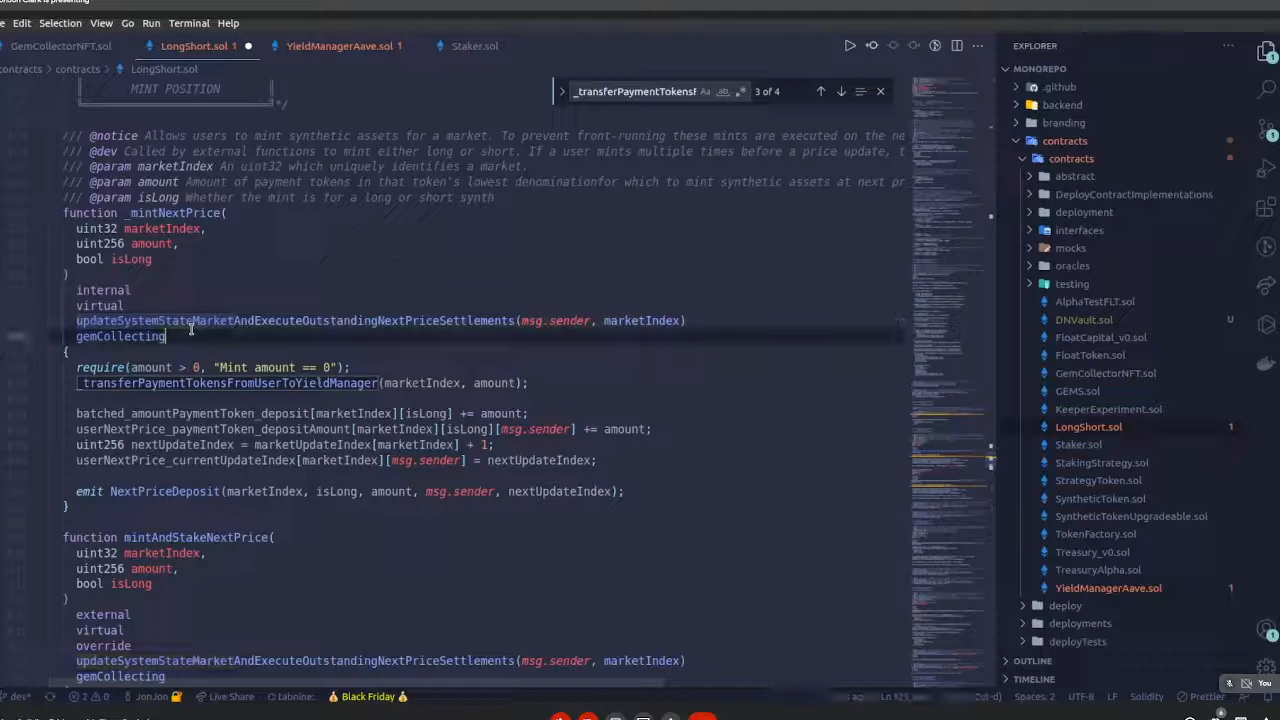 is presenting
Edit Selection View Go Run Terminal Help
GemCollectorNFT.sol LongShort.sol 1 YieldManagerAave.sol 1 Staker.sol
contracts > contracts > LongShort.sol
MINT POSITION
*/
_transferPaymentTokensF Aa ab 3 of 4
/// @notice Allows users to mint synthetic assets for a market. To prevent front-running these mints are executed on the ne
/// @dev Called by external functions to mint either long or short. If a user mints multiple times before a price update, t
/// @param marketIndex An uint32 which uniquely identifies a market.
/// @param amount Amount of payment tokens in that token's lowest denominationfor which to mint synthetic assets at next pr
/// @param isLong Whether the mint is for a long or short synth
function _mintNextPrice(
uint32 marketIndex,
uint256 amount,
bool isLong
)
internal
virtual
updateSystemStateMarketAndExecuteOutstandingNextPriceSettlements(msg.sender, marketIndex)
gemCollecting
{
require(amount > 0, "Mint amount == 0");
_transferPaymentTokensFromUserToYieldManager(marketIndex, amount);
batched_amountPaymentToken_deposit[marketIndex][isLong] += amount;
userNextPrice_paymentToken_depositAmount[marketIndex][isLong][msg.sender] += amount;
uint256 nextUpdateIndex = marketUpdateIndex[marketIndex] + 1;
userNextPrice_currentUpdateIndex[marketIndex][msg.sender] = nextUpdateIndex;
emit NextPriceDeposit(marketIndex, isLong, amount, msg.sender, nextUpdateIndex);
}
function mintAndStakeNextPrice(
uint32 marketIndex,
uint256 amount,
bool isLong
)
external
virtual
override
updateSystemStateMarketAndExecuteOutstandingNextPriceSettlements(msg.sender, marketIndex)
gemCollecting
EXPLORER
MONOREPO
.github
backend
branding
contracts
contracts
abstract
DeployContractImplementations
deployment
interfaces
mocks
oracles
testing
AlphaTestFLT.sol
DNVault.sol U
FloatCapital_v0.sol
FloatToken.sol
GemCollectorNFT.sol
GEMS.sol
KeeperExperiment.sol
LongShort.sol 1
Staker.sol
StakingStrategy.sol
StrategyToken.sol
SyntheticToken.sol
SyntheticTokenUpgradeable.sol
TokenFactory.sol
Treasury_v0.sol
TreasuryAlpha.sol
YieldManagerAave.sol 1
deploy
deployments
deployTests
OUTLINE
TIMELINE
You
dev+ 2 0 JonJon Live Share tabnine: Black Friday Spaces: 2 UTF-8 LF Solidity Prettier